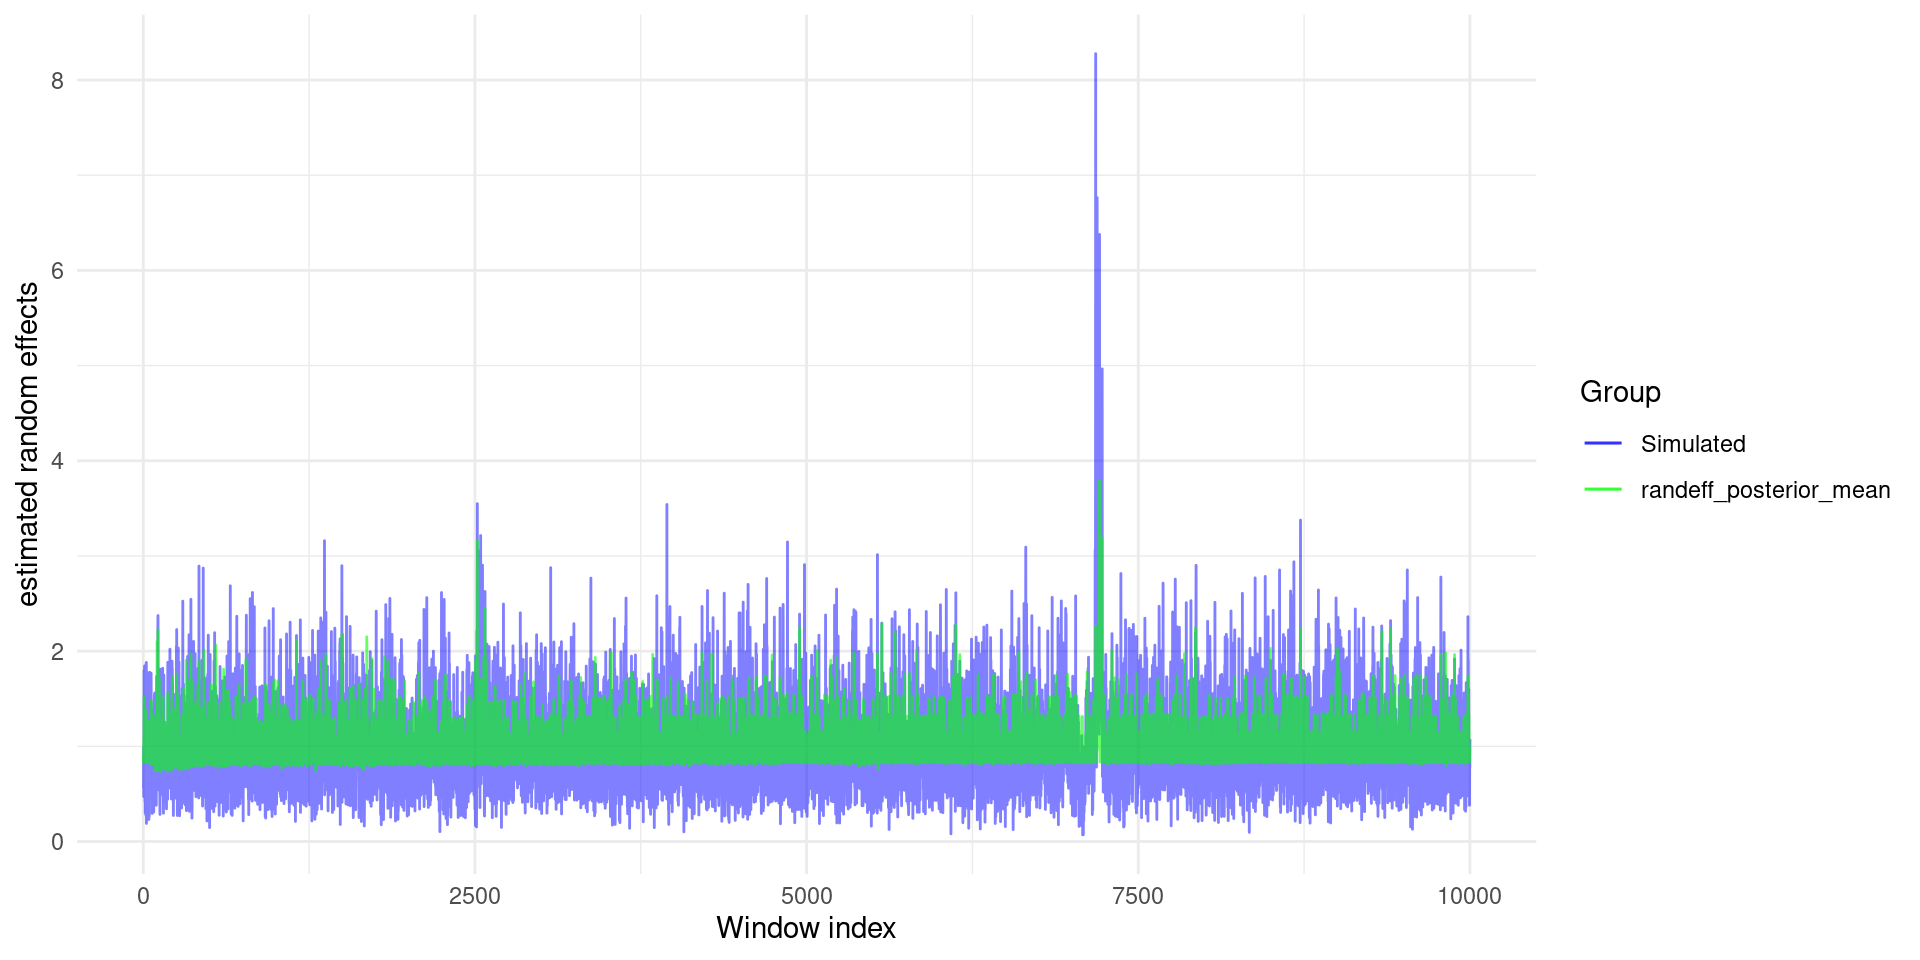 8
6
4
2
0
estimated random effects
0
2500
5000
7500
10000
Window index
Group
Simulated
randeff_posterior_mean